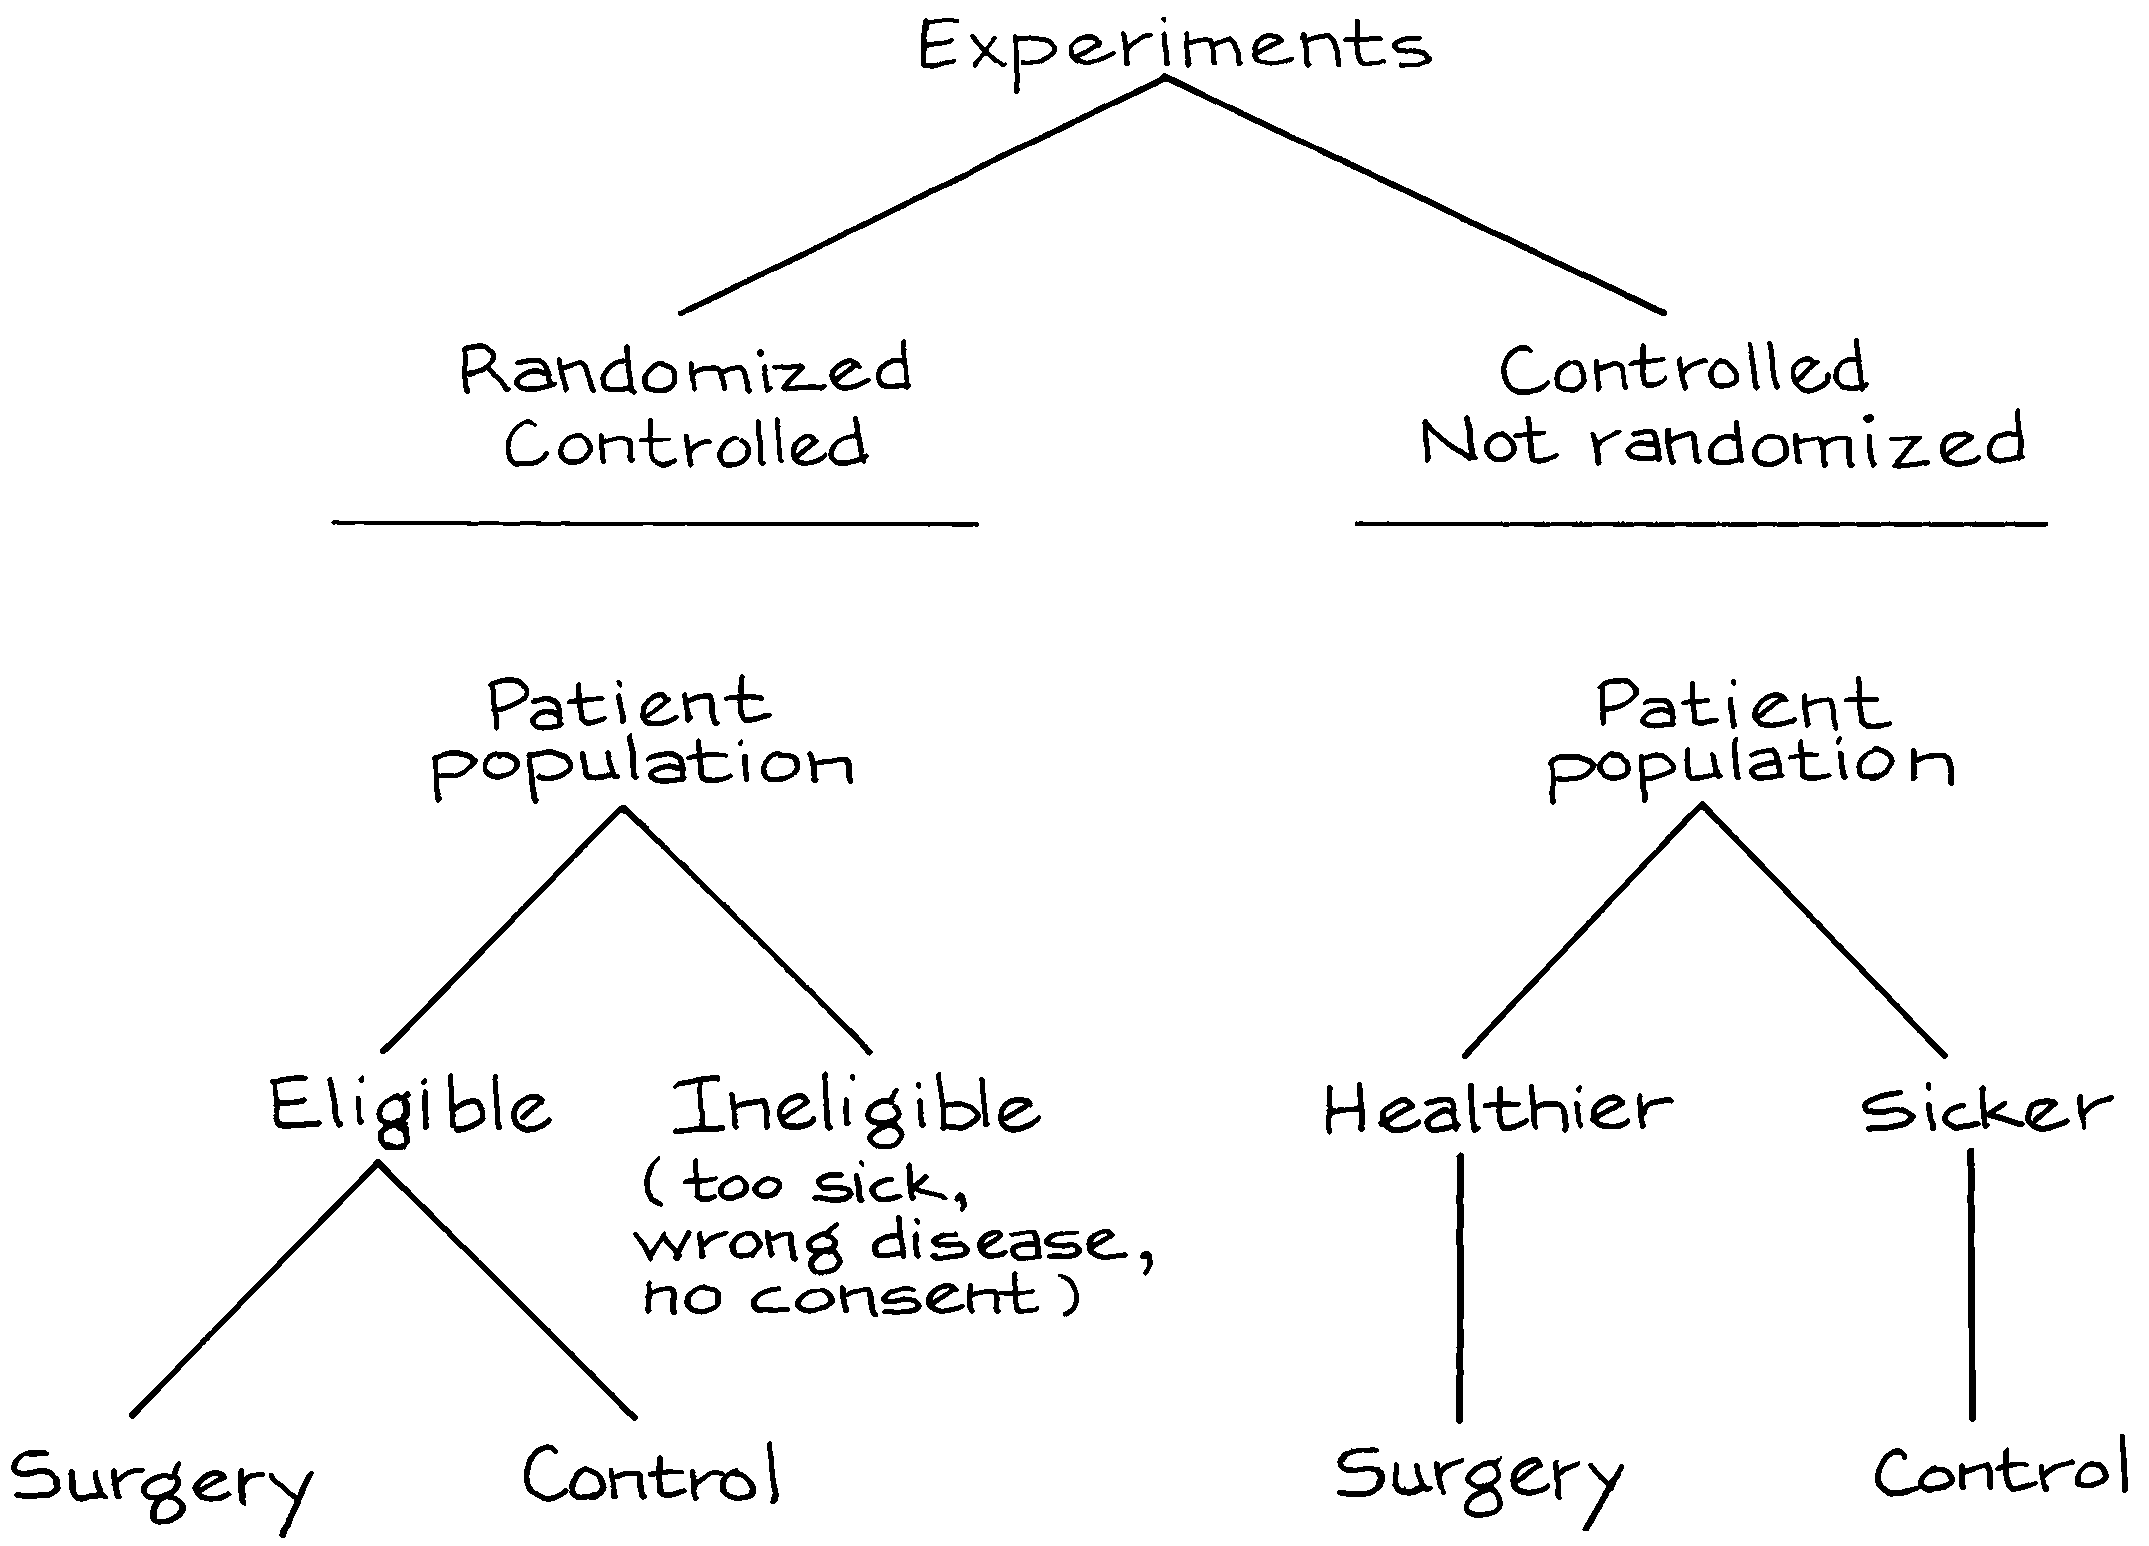 Experiments
Randomized
Controlled
Controlled
Not randomized
Patient
population
Patient
population
Eligible
Ineligible
(too sick,
wrong disease,
no consent)
Healthier
Sicker
Surgery
Control
Surgery
Control